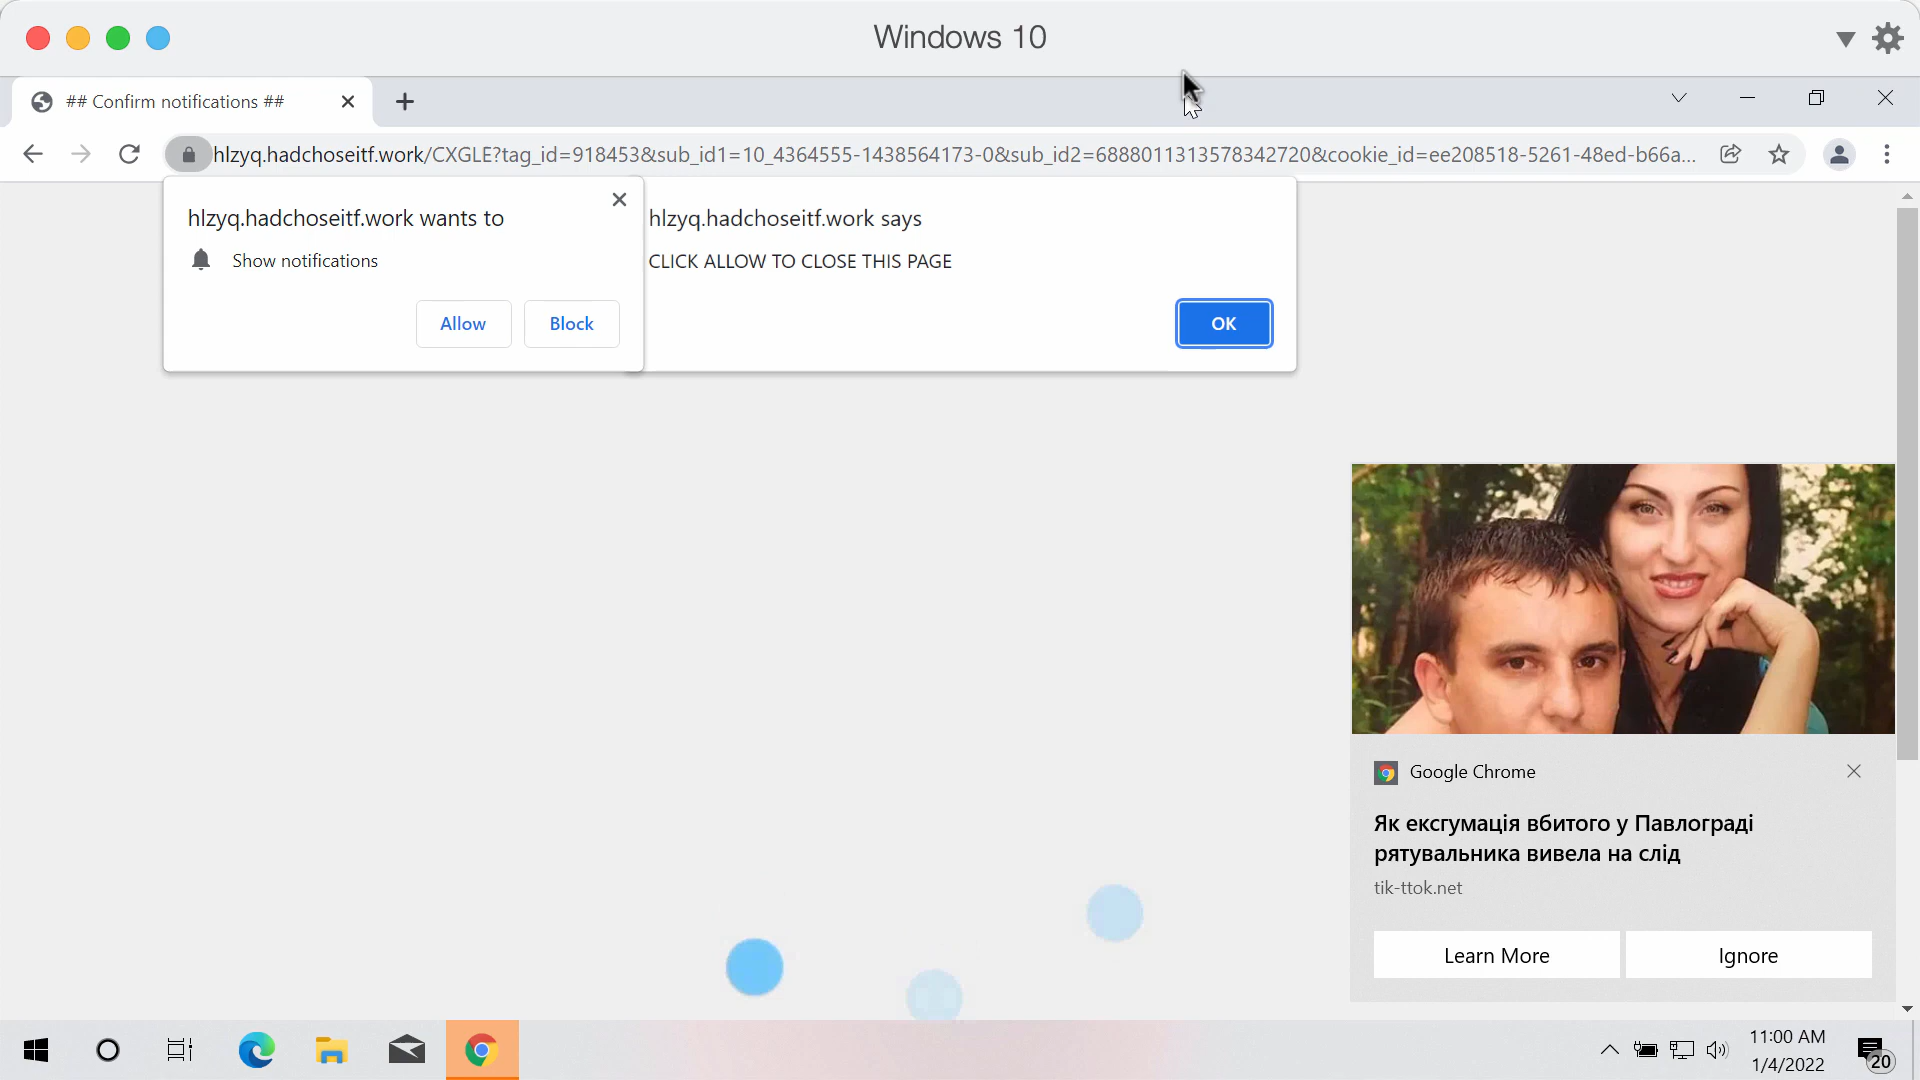 Windows 10
## Confirm notifications ##
hlzyq.hadchoseitf.work/CXGLE?tag_id=918453&sub_id1=10_4364555-1438564173-0&sub_id2=6888011313578342720&cookie_id=ee208518-5261-48ed-b66a...
hlzyq.hadchoseitf.work wants to
Show notifications
Allow
Block
hlzyq.hadchoseitf.work says
CLICK ALLOW TO CLOSE THIS PAGE
OK
Google Chrome
Як ексгумація вбитого у Павлограді
рятувальника вивела на слід
tik-ttok.net
Learn More
Ignore
11:00 AM
1/4/2022
20